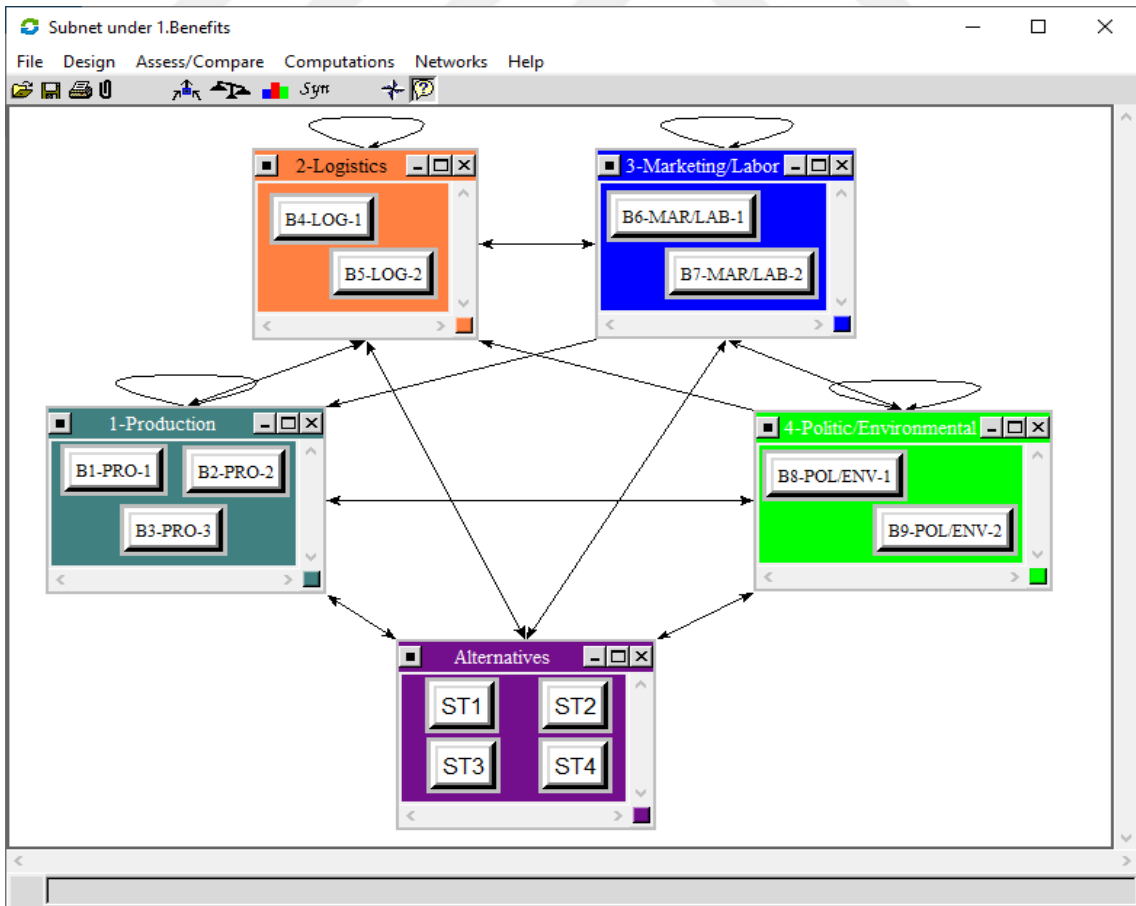 Subnet under 1.Benefits
File Design Assess/Compare Computations Networks Help
Syn
2-Logistics
B4-LOG-1
B5-LOG-2
3-Marketing/Labor
B6-MAR/LAB-1
B7-MAR/LAB-2
1-Production
B1-PRO-1 B2-PRO-2
B3-PRO-3
4-Politic/Environmental
B8-POL/ENV-1
B9-POL/ENV-2
Alternatives
ST1 ST2
ST3 ST4